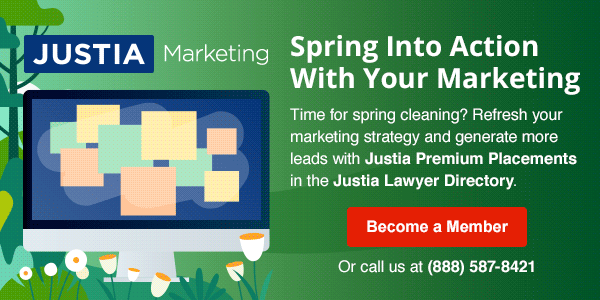 JUSTIA Marketing
Spring Into Action
With Your Marketing
Time for spring cleaning? Refresh your
marketing strategy and generate more
leads with Justia Premium Placements
in the Justia Lawyer Directory.
Become a Member
Or call us at (888) 587-8421